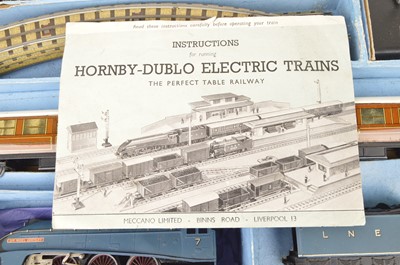 Read these instructions carefully before operating your train
INSTRUCTIONS
for running
HORNBY-DUBLO ELECTRIC TRAINS
THE PERFECT TABLE RAILWAY
MECCANO LIMITED - BINNS ROAD - LIVERPOOL 13
7
L N E